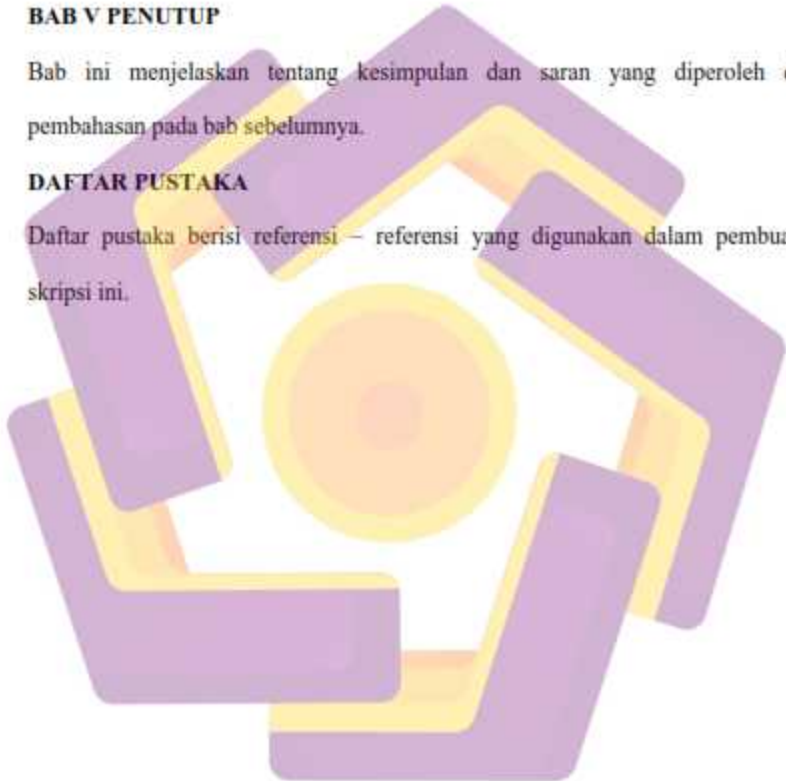 BAB V PENUTUP
Bab ini menjelaskan tentang kesimpulan dan saran yang diperoleh
pembahasan pada bab sebelumnya.
DAFTAR PUSTAKA
Daftar pustaka berisi referensi – referensi yang digunakan dalam
skripsi ini.